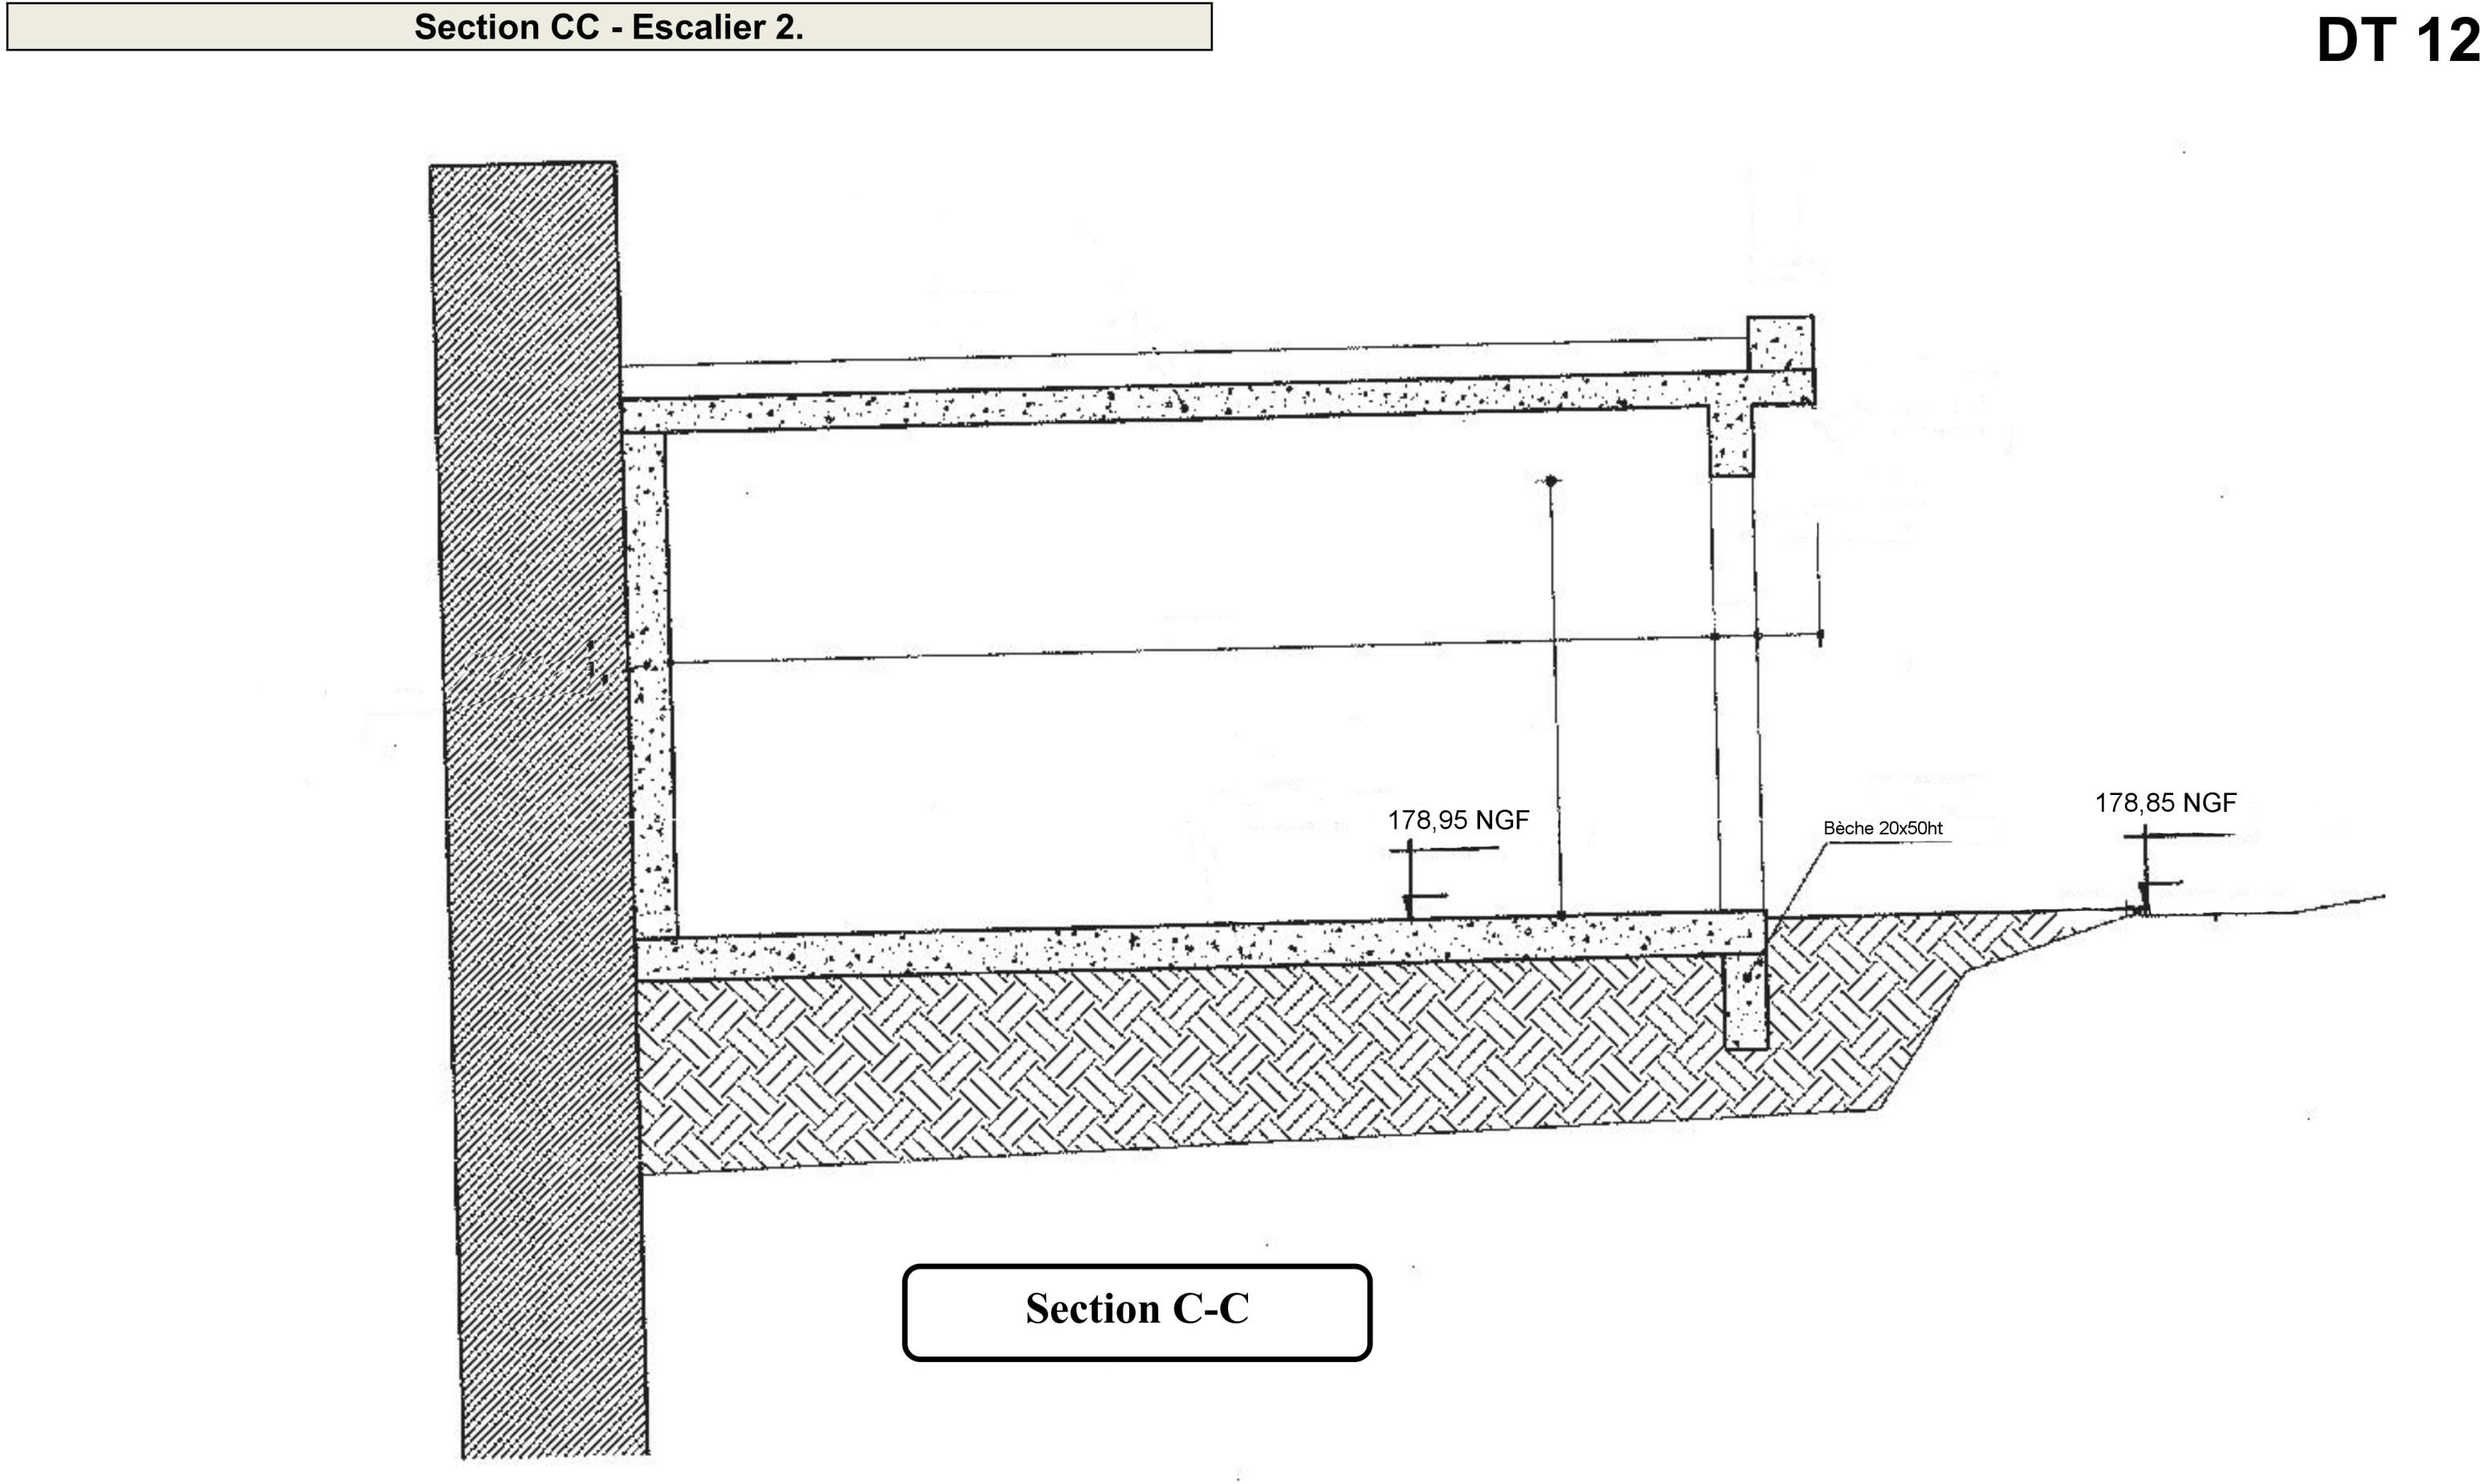 Section CC - Escalier 2.
DT 12
178,95 NGF
Bèche 20x50ht
178,85 NGF
Section C-C